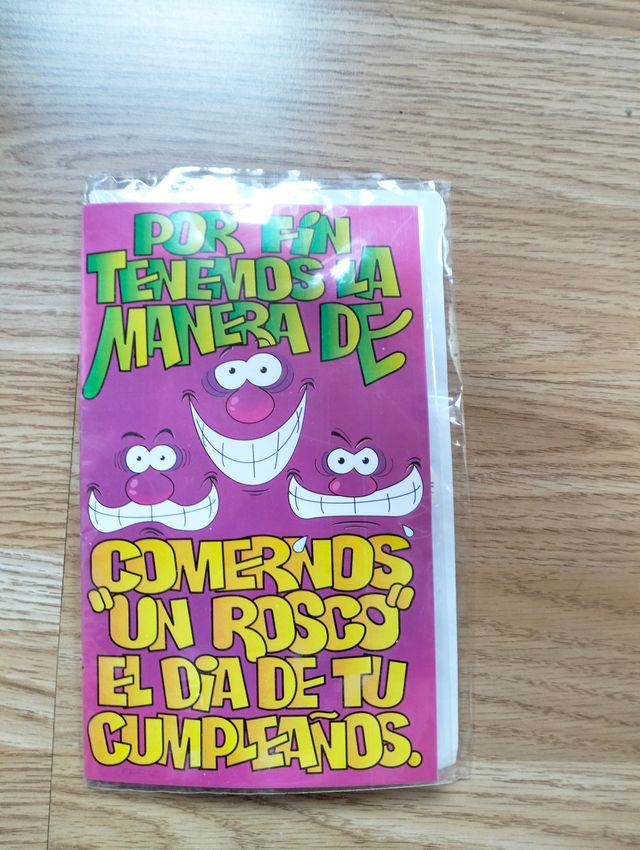 POR FIN
TENEMOS LA
MANERA DE
COMERNOS
"UN ROSCO"
EL DIA DE TU
CUMPLEAÑOS.